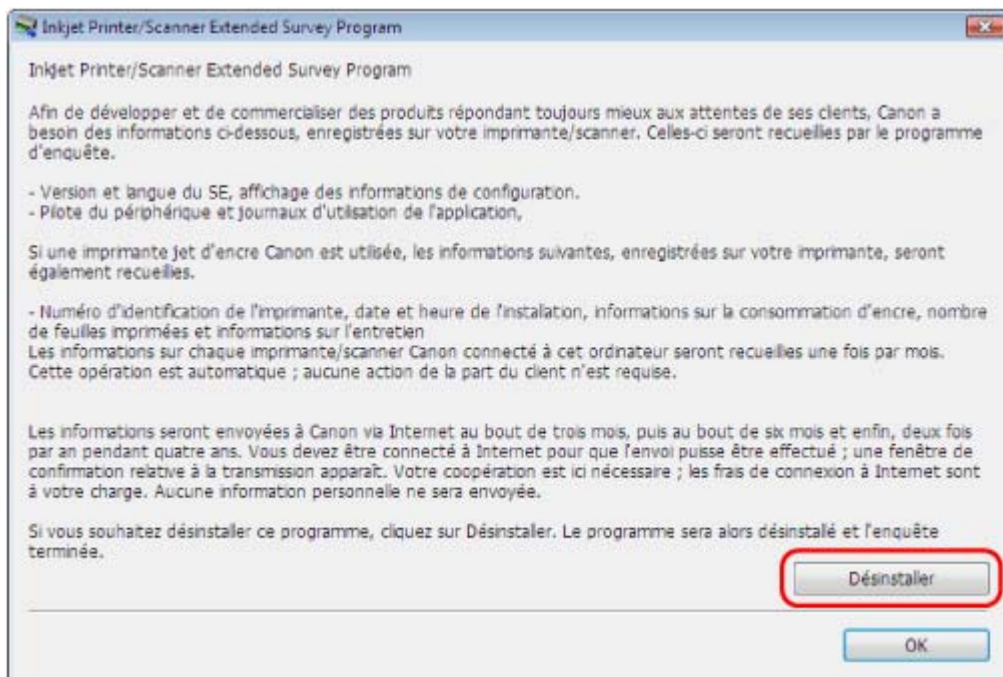 Inkjet Printer/Scanner Extended Survey Program
Inkjet Printer/Scanner Extended Survey Program
Afin de développer et de commercialiser des produits répondant toujours mieux aux attentes de ses clients, Canon a
besoin des informations ci-dessous, enregistrées sur votre imprimante/scanner. Celles-ci seront recueillies par le programme
d'enquête.
- Version et langue du SE, affichage des informations de configuration.
- Pilote du périphérique et journaux d'utilisation de l'application,
Si une imprimante jet d'encre Canon est utilisée, les informations suivantes, enregistrées sur votre imprimante, seront
également recueillies.
- Numéro d'identification de l'imprimante, date et heure de l'installation, informations sur la consommation d'encre, nombre
de feuilles imprimées et informations sur l'entretien
Les informations sur chaque imprimante/scanner Canon connecté à cet ordinateur seront recueillies une fois par mois.
Cette opération est automatique ; aucune action de la part du client n'est requise.
Les informations seront envoyées à Canon via Internet au bout de trois mois, puis au bout de six mois et enfin, deux fois
par an pendant quatre ans. Vous devez être connecté à Internet pour que l'envoi puisse être effectué ; une fenêtre de
confirmation relative à la transmission apparaît. Votre coopération est ici nécessaire ; les frais de connexion à Internet sont
à votre charge. Aucune information personnelle ne sera envoyée.
Si vous souhaitez désinstaller ce programme, cliquez sur Désinstaller. Le programme sera alors désinstallé et l'enquête
terminée.
Désinstaller
OK